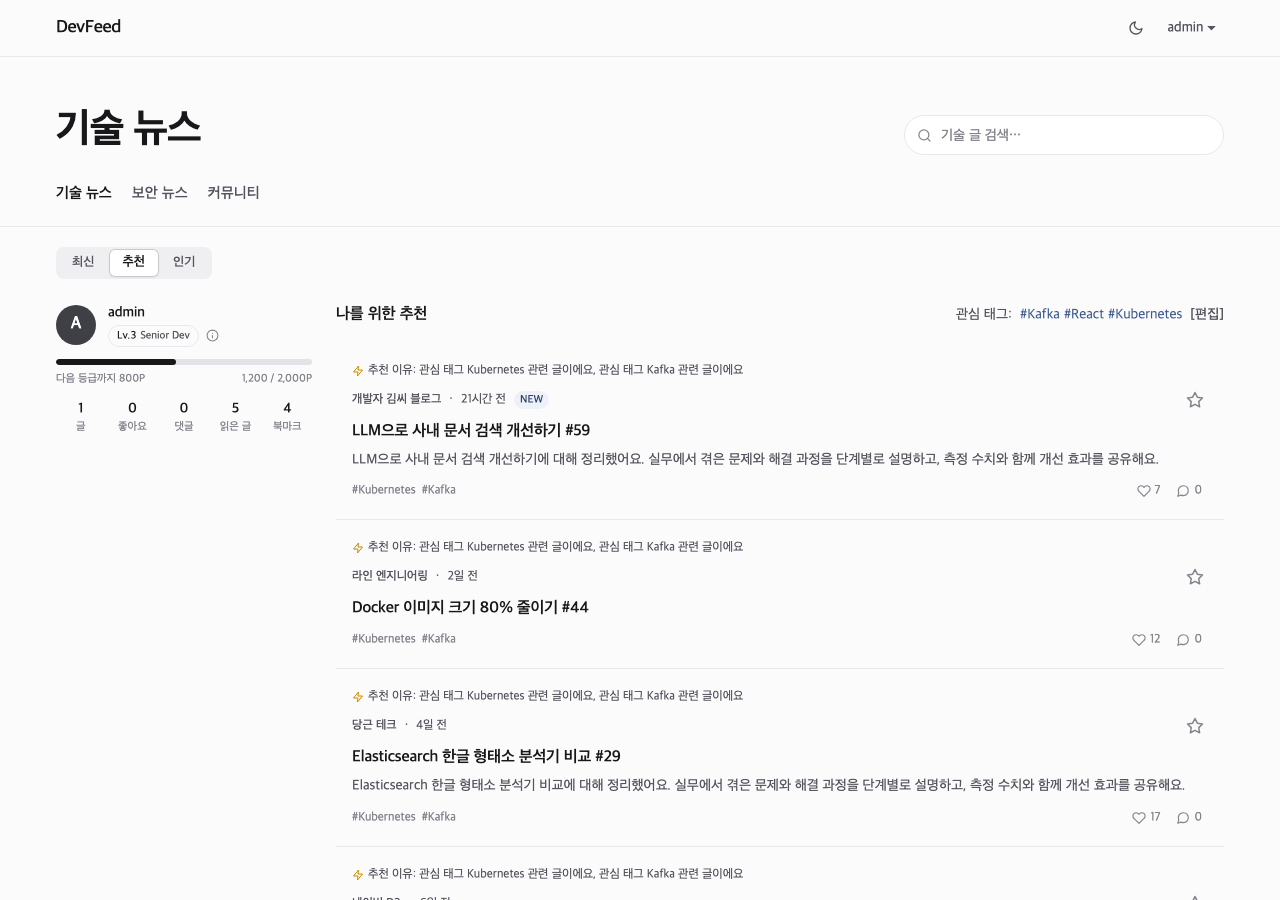 DevFeed
admin
기술 뉴스
기술 글 검색…
기술 뉴스 보안 뉴스 커뮤니티
최신 추천 인기
A
admin
Lv.3 Senior Dev
다음 등급까지 800P 1,200 / 2,000P
1 0 0 5 4
글 좋아요 댓글 읽은 글 북마크
나를 위한 추천 관심 태그: #Kafka #React #Kubernetes [편집]
추천 이유: 관심 태그 Kubernetes 관련 글이에요, 관심 태그 Kafka 관련 글이에요
개발자 김씨 블로그 · 21시간 전 NEW
LLM으로 사내 문서 검색 개선하기 #59
LLM으로 사내 문서 검색 개선하기에 대해 정리했어요. 실무에서 겪은 문제와 해결 과정을 단계별로 설명하고, 측정 수치와 함께 개선 효과를 공유해요.
#Kubernetes #Kafka 7 0
추천 이유: 관심 태그 Kubernetes 관련 글이에요, 관심 태그 Kafka 관련 글이에요
라인 엔지니어링 · 2일 전
Docker 이미지 크기 80% 줄이기 #44
#Kubernetes #Kafka 12 0
추천 이유: 관심 태그 Kubernetes 관련 글이에요, 관심 태그 Kafka 관련 글이에요
당근 테크 · 4일 전
Elasticsearch 한글 형태소 분석기 비교 #29
Elasticsearch 한글 형태소 분석기 비교에 대해 정리했어요. 실무에서 겪은 문제와 해결 과정을 단계별로 설명하고, 측정 수치와 함께 개선 효과를 공유해요.
#Kubernetes #Kafka 17 0
추천 이유: 관심 태그 Kubernetes 관련 글이에요, 관심 태그 Kafka 관련 글이에요